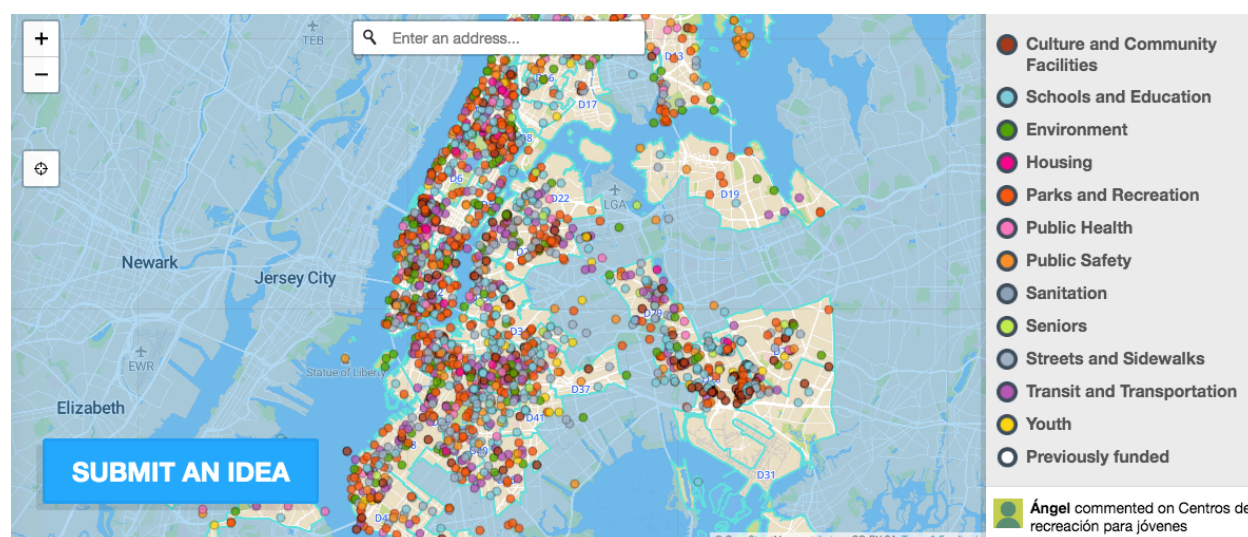 +
−
Enter an address...
TEB
D13
D16
D17
D8
D6
D22
LGA
D19
Newark
Jersey City
D29
EWR
Statue of Liberty
D37
Elizabeth
D41
D31
SUBMIT AN IDEA
Culture and Community
Facilities
Schools and Education
Environment
Housing
Parks and Recreation
Public Health
Public Safety
Sanitation
Seniors
Streets and Sidewalks
Transit and Transportation
Youth
Previously funded
Ángel commented on Centros de
recreación para jóvenes